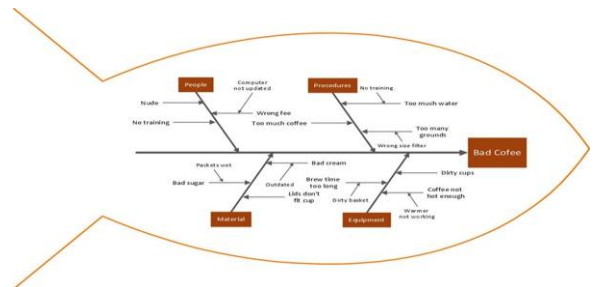 People
Procedures
Computer
not updated
No training
Nude
Wrong fee
Too much water
No training
Too much coffee
Too many
grounds
Wrong size filter
Bad Cofee
Packets wet
Bad cream
Dirty cups
Bad sugar
Outdated
Brew time
too long
Coffee not
hot enough
Lids don't
fit cup
Dirty basket
Warmer
not working
Material
Equipment